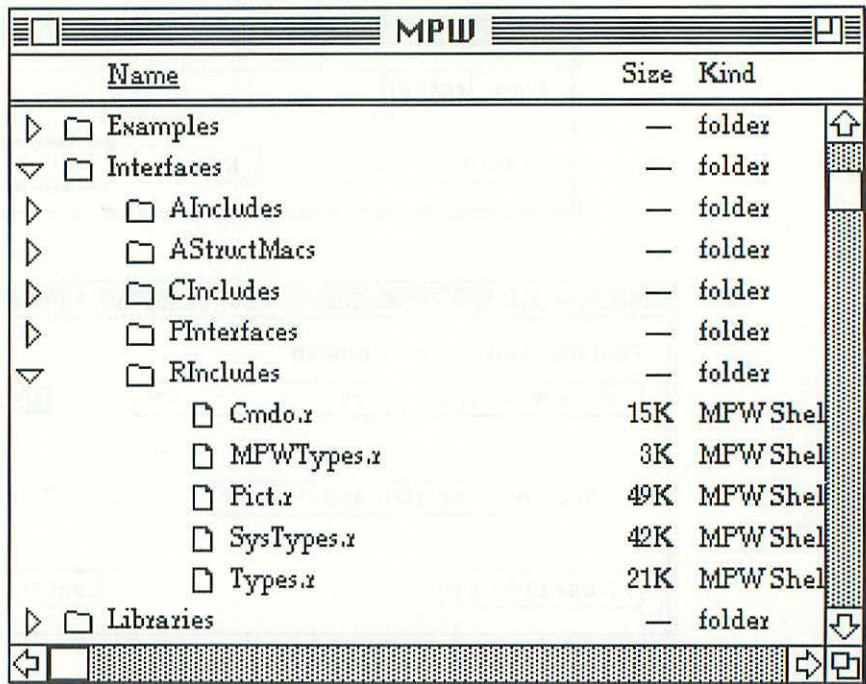 MPW
Name Size Kind
Examples — folder
Interfaces — folder
AIncludes — folder
AStructMacs — folder
CIncludes — folder
PInterfaces — folder
RIncludes — folder
Cmdo.r 15K MPW Shel
MPWTypes.r 3K MPW Shel
Pict.r 49K MPW Shel
SysTypes.r 42K MPW Shel
Types.r 21K MPW Shel
Libraries — folder